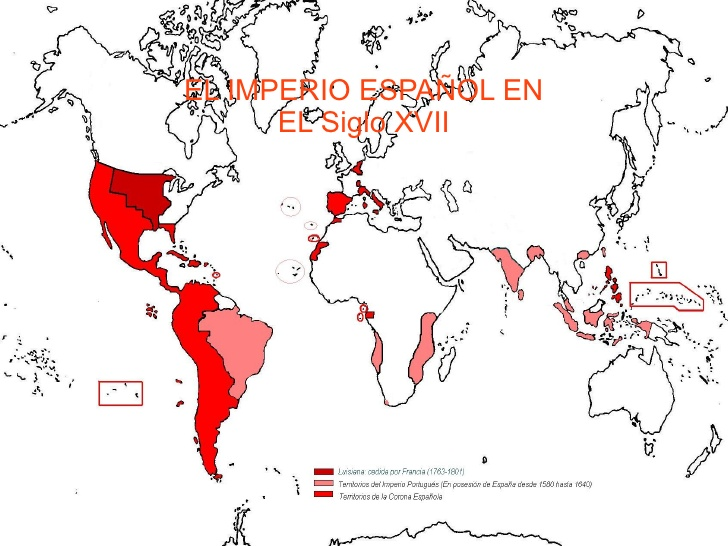 EL IMPERIO ESPAÑOL EN
EL Siglo XVII
Luisiana: cedida por Francia (1763-1801)
Territorios del Imperio Portugués (En posesión de España desde 1580 hasta 1640)
Territorios de la Corona Española